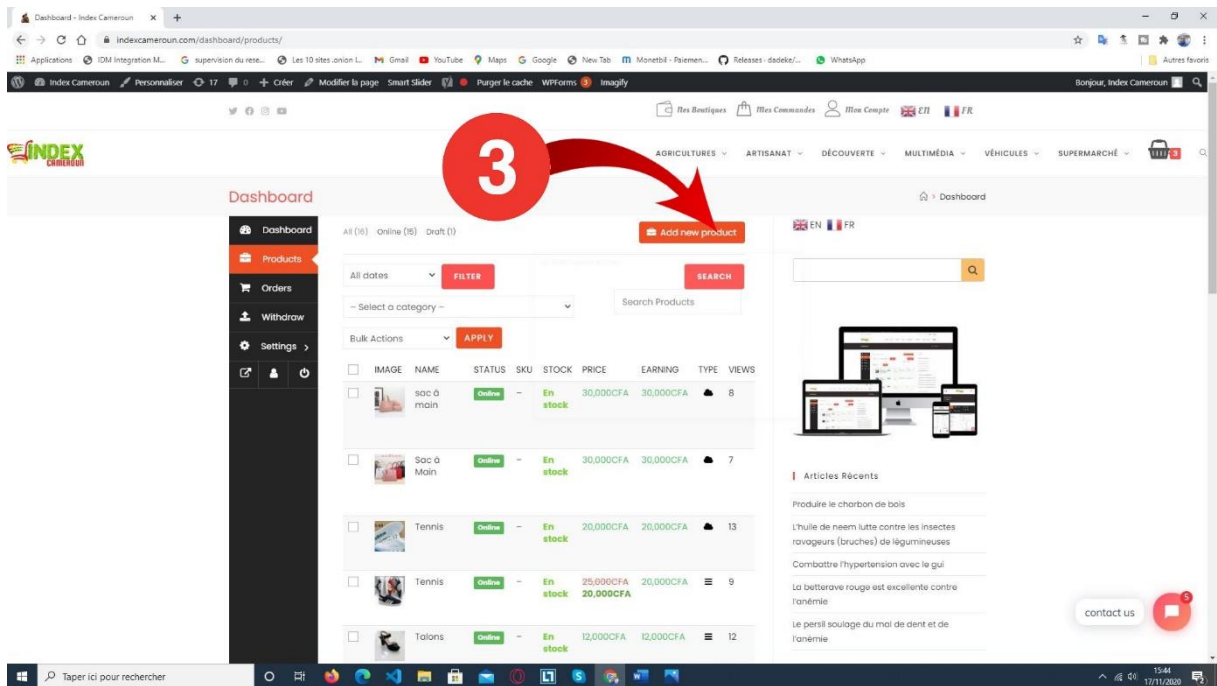 Dashboard - Index Cameroun
indexcameroun.com/dashboard/products/
Applications IDM Integration M... supervision du rese... Les 10 sites .onion l... Gmail YouTube Maps Google New Tab Monetbil - Paiemen... Releases · dadeke/... WhatsApp Autres favoris
Index Cameroun Personnaliser 17 0 Créer Modifier la page Smart Slider Purger le cache WPForms 3 Imagify Bonjour, Index Cameroun
Mes Boutiques Mes Commandes Mon Compte EN FR
INDEX
CAMEROUN
AGRICULTURES ARTISANAT DÉCOUVERTE MULTIMÉDIA VÉHICULES SUPERMARCHÉ 3
3
Dashboard
> Dashboard
Dashboard
Products
Orders
Withdraw
Settings >
All (16) Online (15) Draft (1)
Add new product
All dates FILTER SEARCH
– Select a category – Search Products
Bulk Actions APPLY
IMAGE NAME STATUS SKU STOCK PRICE EARNING TYPE VIEWS
sac à main Online – En stock 30,000CFA 30,000CFA 8
Sac à Main Online – En stock 30,000CFA 30,000CFA 7
Tennis Online – En stock 20,000CFA 20,000CFA 13
Tennis Online – En stock 25,000CFA 20,000CFA 20,000CFA 9
Talons Online – En stock 12,000CFA 12,000CFA 12
EN FR
Articles Récents
Produire le charbon de bois
L'huile de neem lutte contre les insectes
ravageurs (bruches) de légumineuses
Combattre l'hypertension avec le gui
La betterave rouge est excellente contre
l'anémie
Le persil soulage du mal de dent et de
l'anémie
contact us
5
Taper ici pour rechercher
15:44
17/11/2020
2